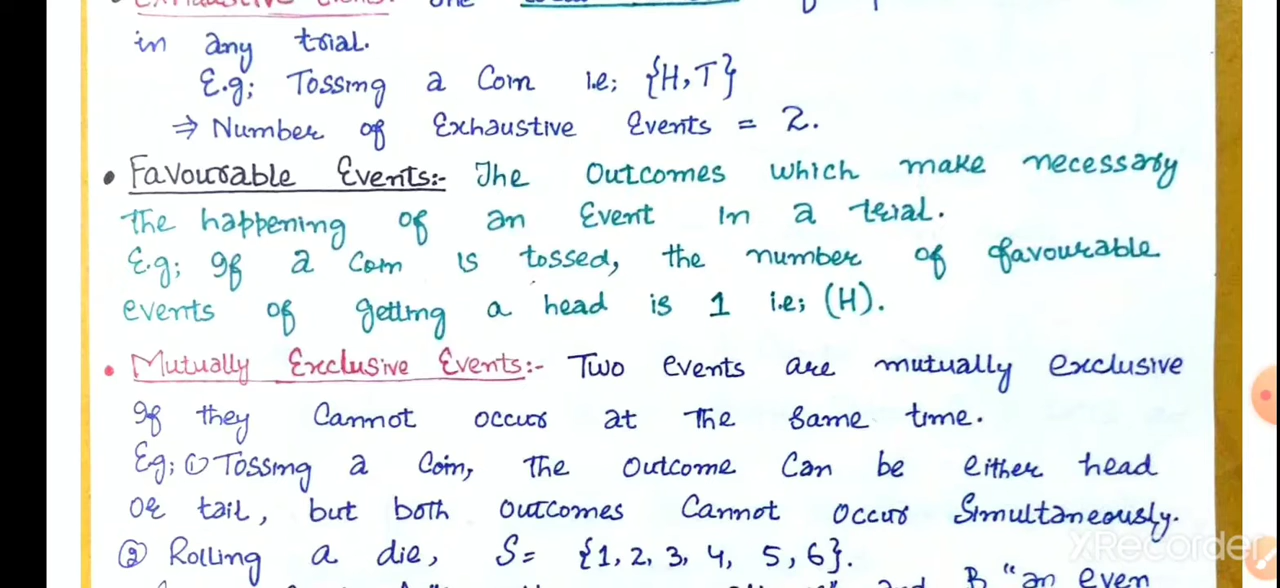 in any trial.
E.g; Tossing a Coin i.e; {H, T}
⇒ Number of Exhaustive Events = 2.
• Favourable Events:- The Outcomes which make necessary
the happening of an Event in a trial.
E.g; If a coin is tossed, the number of favourable
events of getting a head is 1 i.e; (H).
• Mutually Exclusive Events:- Two events are mutually exclusive
If they Cannot occur at the same time.
Eg; ① Tossing a Coin, the outcome Can be either head
or tail, but both outcomes Cannot occur Simultaneously.
② Rolling a die, S = {1, 2, 3, 4, 5, 6}.
and B "an even
XRecorder